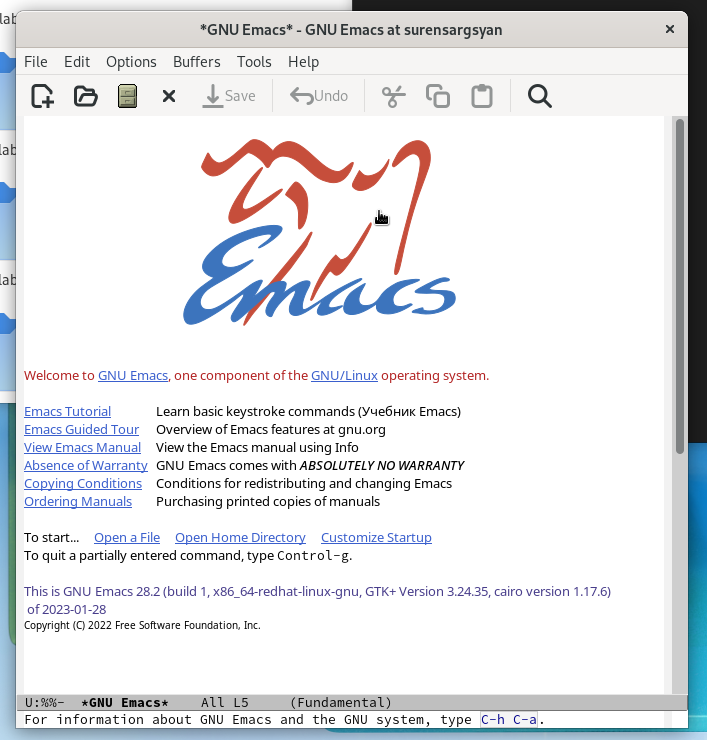 lab
*GNU Emacs* - GNU Emacs at surensargsyan
File Edit Options Buffers Tools Help
Save Undo
lab
Emacs
lab
Welcome to GNU Emacs, one component of the GNU/Linux operating system.
Emacs Tutorial Learn basic keystroke commands (Учебник Emacs)
Emacs Guided Tour Overview of Emacs features at gnu.org
View Emacs Manual View the Emacs manual using Info
Absence of Warranty GNU Emacs comes with ABSOLUTELY NO WARRANTY
Copying Conditions Conditions for redistributing and changing Emacs
Ordering Manuals Purchasing printed copies of manuals
To start... Open a File Open Home Directory Customize Startup
To quit a partially entered command, type Control-g.
This is GNU Emacs 28.2 (build 1, x86_64-redhat-linux-gnu, GTK+ Version 3.24.35, cairo version 1.17.6)
of 2023-01-28
Copyright (C) 2022 Free Software Foundation, Inc.
U:%%- *GNU Emacs* All L5 (Fundamental)
For information about GNU Emacs and the GNU system, type C-h C-a.